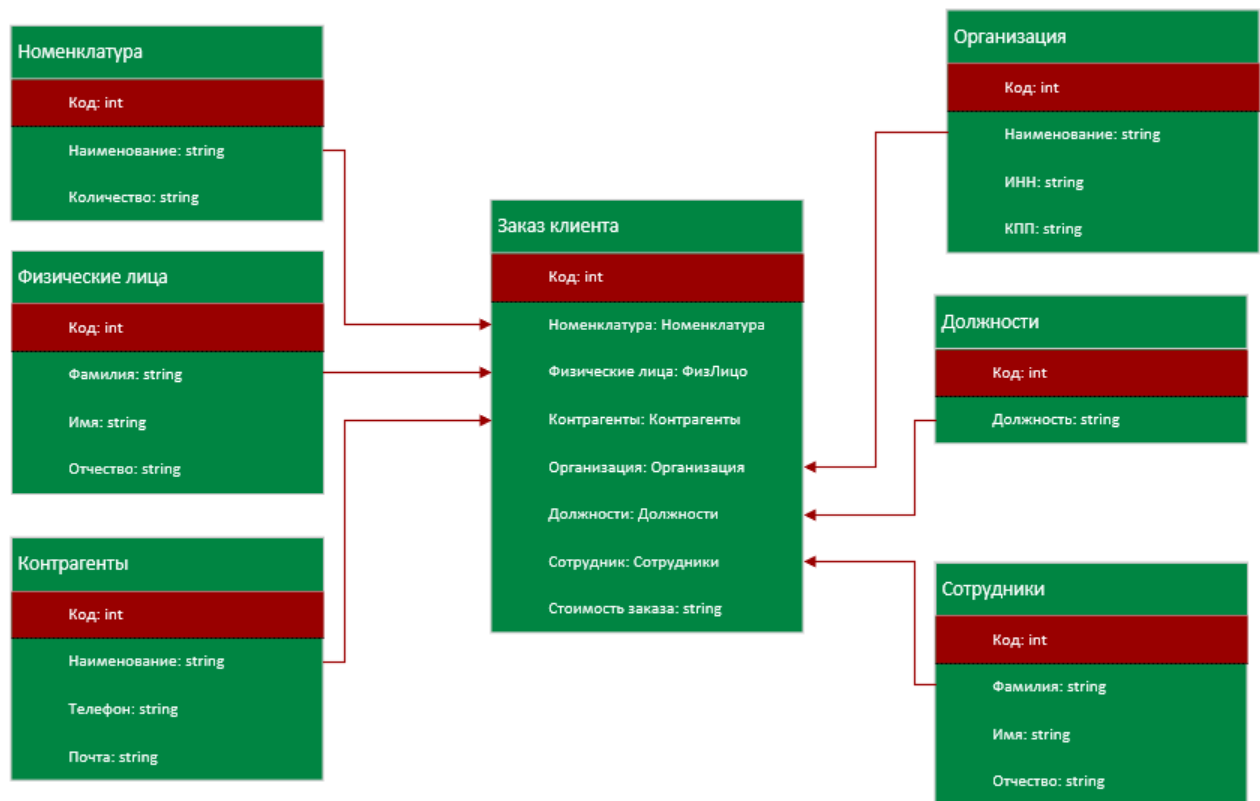 Номенклатура
Код: int
Наименование: string
Количество: string
Физические лица
Код: int
Фамилия: string
Имя: string
Отчество: string
Контрагенты
Код: int
Наименование: string
Телефон: string
Почта: string
Заказ клиента
Код: int
Номенклатура: Номенклатура
Физические лица: ФизЛицо
Контрагенты: Контрагенты
Организация: Организация
Должности: Должности
Сотрудник: Сотрудники
Стоимость заказа: string
Организация
Код: int
Наименование: string
ИНН: string
КПП: string
Должности
Код: int
Должность: string
Сотрудники
Код: int
Фамилия: string
Имя: string
Отчество: string